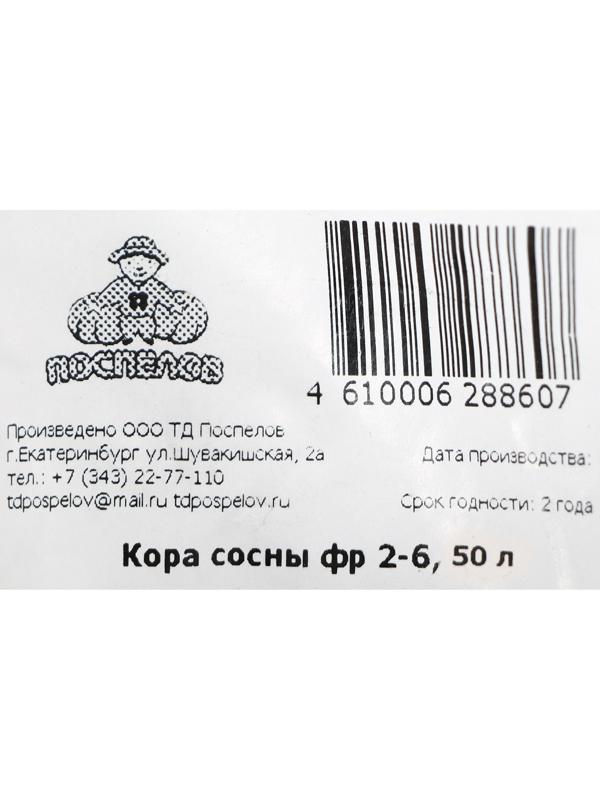 ПОСПЕЛОВ
4 610006 288607
Произведено ООО ТД Поспелов
г.Екатеринбург ул.Шувакишская, 2а
тел.: +7 (343) 22-77-110
tdpospelov@mail.ru tdpospelov.ru
Дата производства:
Срок годности: 2 года
Кора сосны фр 2-6, 50 л